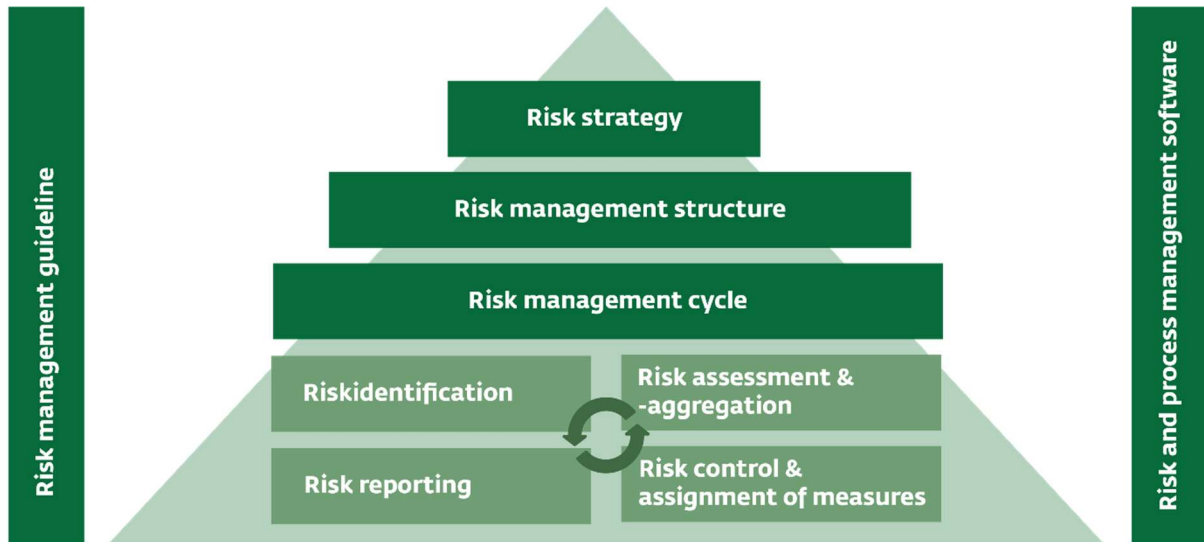 Risk management guideline
Risk strategy
Risk management structure
Risk management cycle
Riskidentification
Risk assessment &
-aggregation
Risk reporting
Risk control &
assignment of measures
Risk and process management software